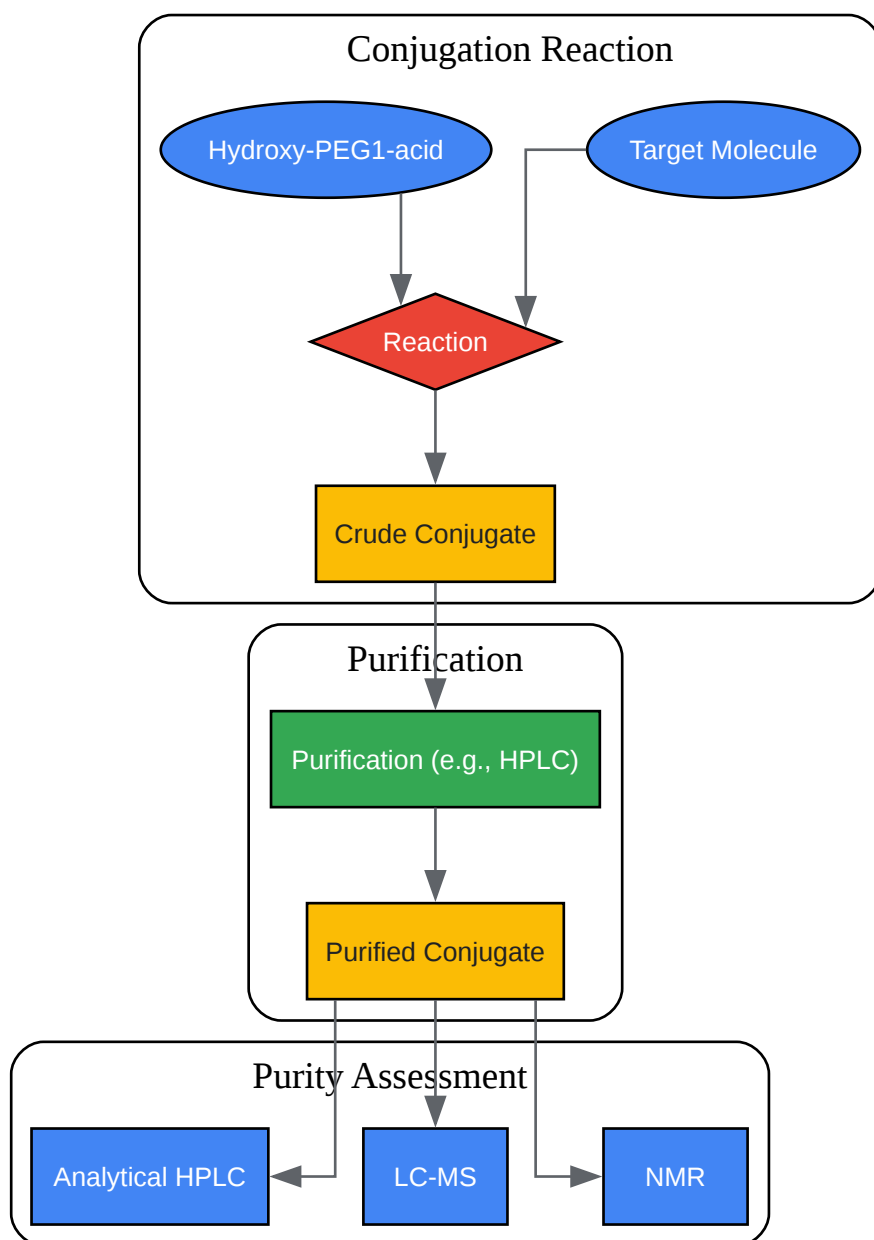 Conjugation Reaction
Hydroxy-PEG1-acid
Target Molecule
Reaction
Crude Conjugate
Purification
Purification (e.g., HPLC)
Purified Conjugate
Purity Assessment
Analytical HPLC
LC-MS
NMR